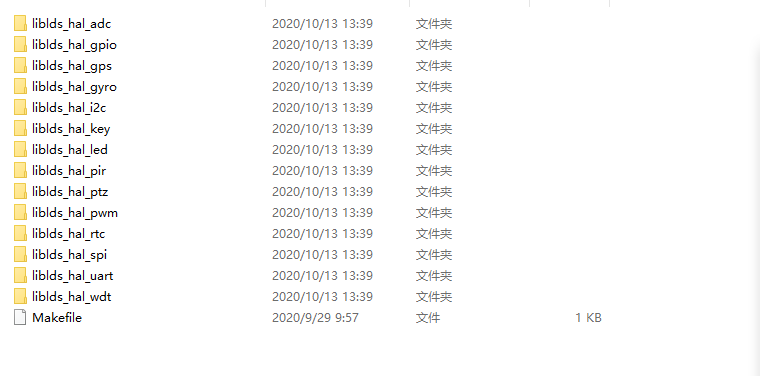 liblds_hal_adc 2020/10/13 13:39 文件夹
liblds_hal_gpio 2020/10/13 13:39 文件夹
liblds_hal_gps 2020/10/13 13:39 文件夹
liblds_hal_gyro 2020/10/13 13:39 文件夹
liblds_hal_i2c 2020/10/13 13:39 文件夹
liblds_hal_key 2020/10/13 13:39 文件夹
liblds_hal_led 2020/10/13 13:39 文件夹
liblds_hal_pir 2020/10/13 13:39 文件夹
liblds_hal_ptz 2020/10/13 13:39 文件夹
liblds_hal_pwm 2020/10/13 13:39 文件夹
liblds_hal_rtc 2020/10/13 13:39 文件夹
liblds_hal_spi 2020/10/13 13:39 文件夹
liblds_hal_uart 2020/10/13 13:39 文件夹
liblds_hal_wdt 2020/10/13 13:39 文件夹
Makefile 2020/9/29 9:57 文件 1 KB